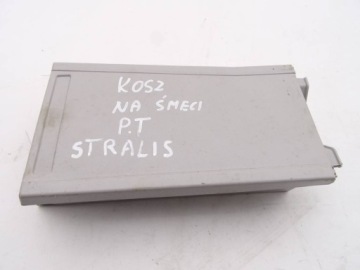 KOSZ
NA ŚMECI
P.T
STRALIS